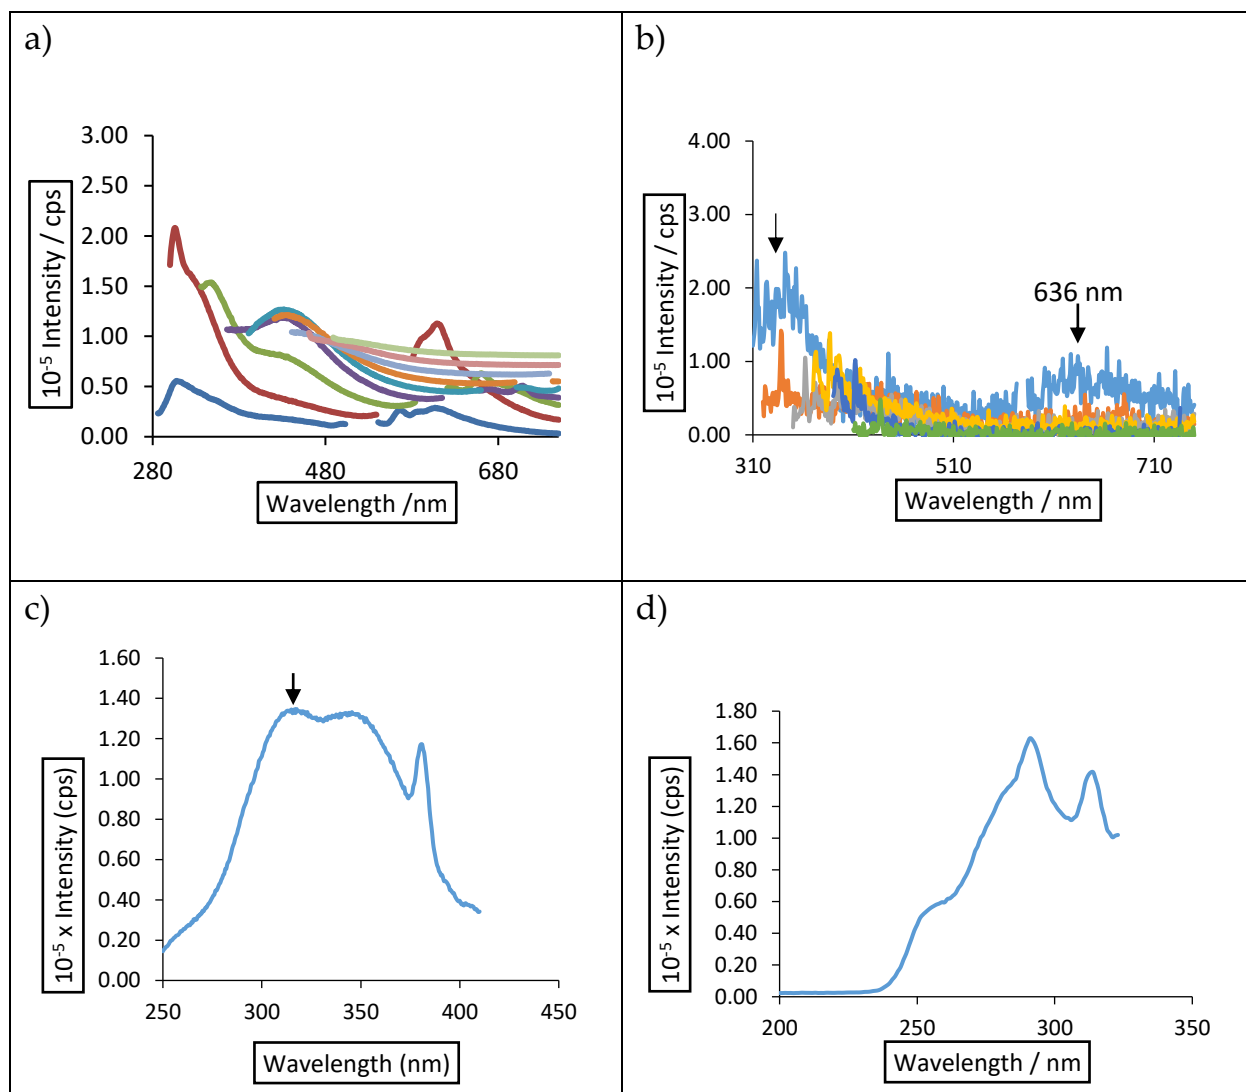 a)
3.00
2.50
2.00
1.50
1.00
0.50
0.00
10⁻⁵ Intensity / cps
280 480 680
Wavelength /nm
b)
4.00
3.00
2.00
1.00
0.00
10⁻⁵ Intensity / cps
636 nm
310 510 710
Wavelength / nm
c)
1.60
1.40
1.20
1.00
0.80
0.60
0.40
0.20
0.00
10⁻⁵ x Intensity (cps)
250 300 350 400 450
Wavelength (nm)
d)
1.80
1.60
1.40
1.20
1.00
0.80
0.60
0.40
0.20
0.00
10⁻⁵ x Intensity (cps)
200 250 300 350
Wavelength / nm